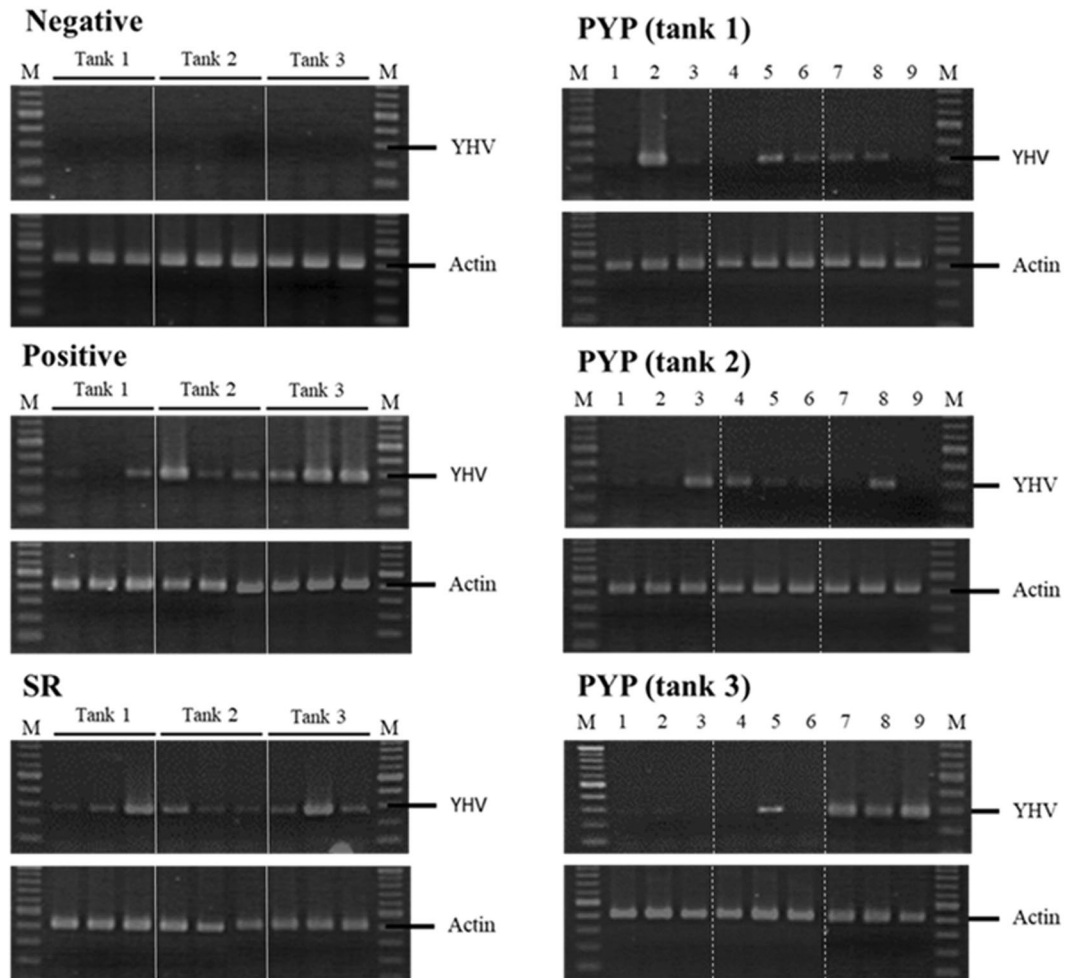 Negative
Tank 1 Tank 2 Tank 3
M M
YHV
Actin
Positive
Tank 1 Tank 2 Tank 3
M M
YHV
Actin
SR
Tank 1 Tank 2 Tank 3
M M
YHV
Actin
PYP (tank 1)
M 1 2 3 4 5 6 7 8 9 M
YHV
Actin
PYP (tank 2)
M 1 2 3 4 5 6 7 8 9 M
YHV
Actin
PYP (tank 3)
M 1 2 3 4 5 6 7 8 9 M
YHV
Actin